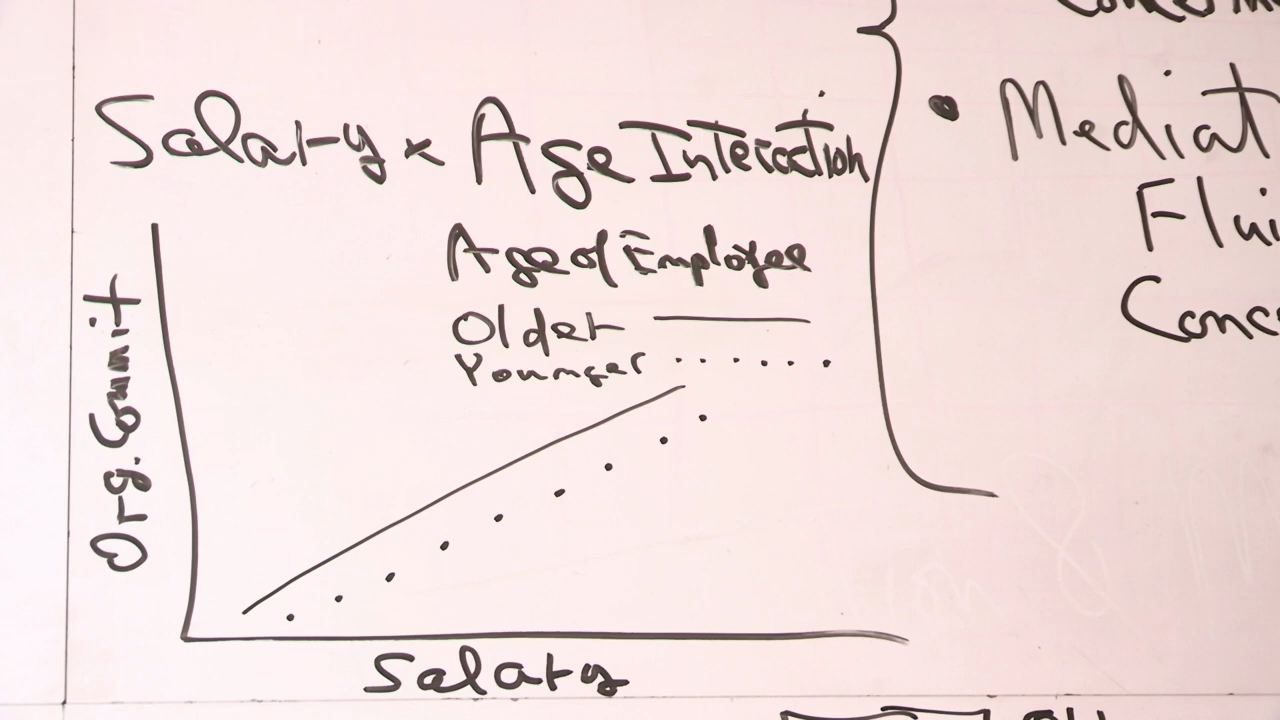 Salary × Age Interaction
Age of Employee
Older
Younger
Org. Commit
Salary
• Mediat
Flui
Conc